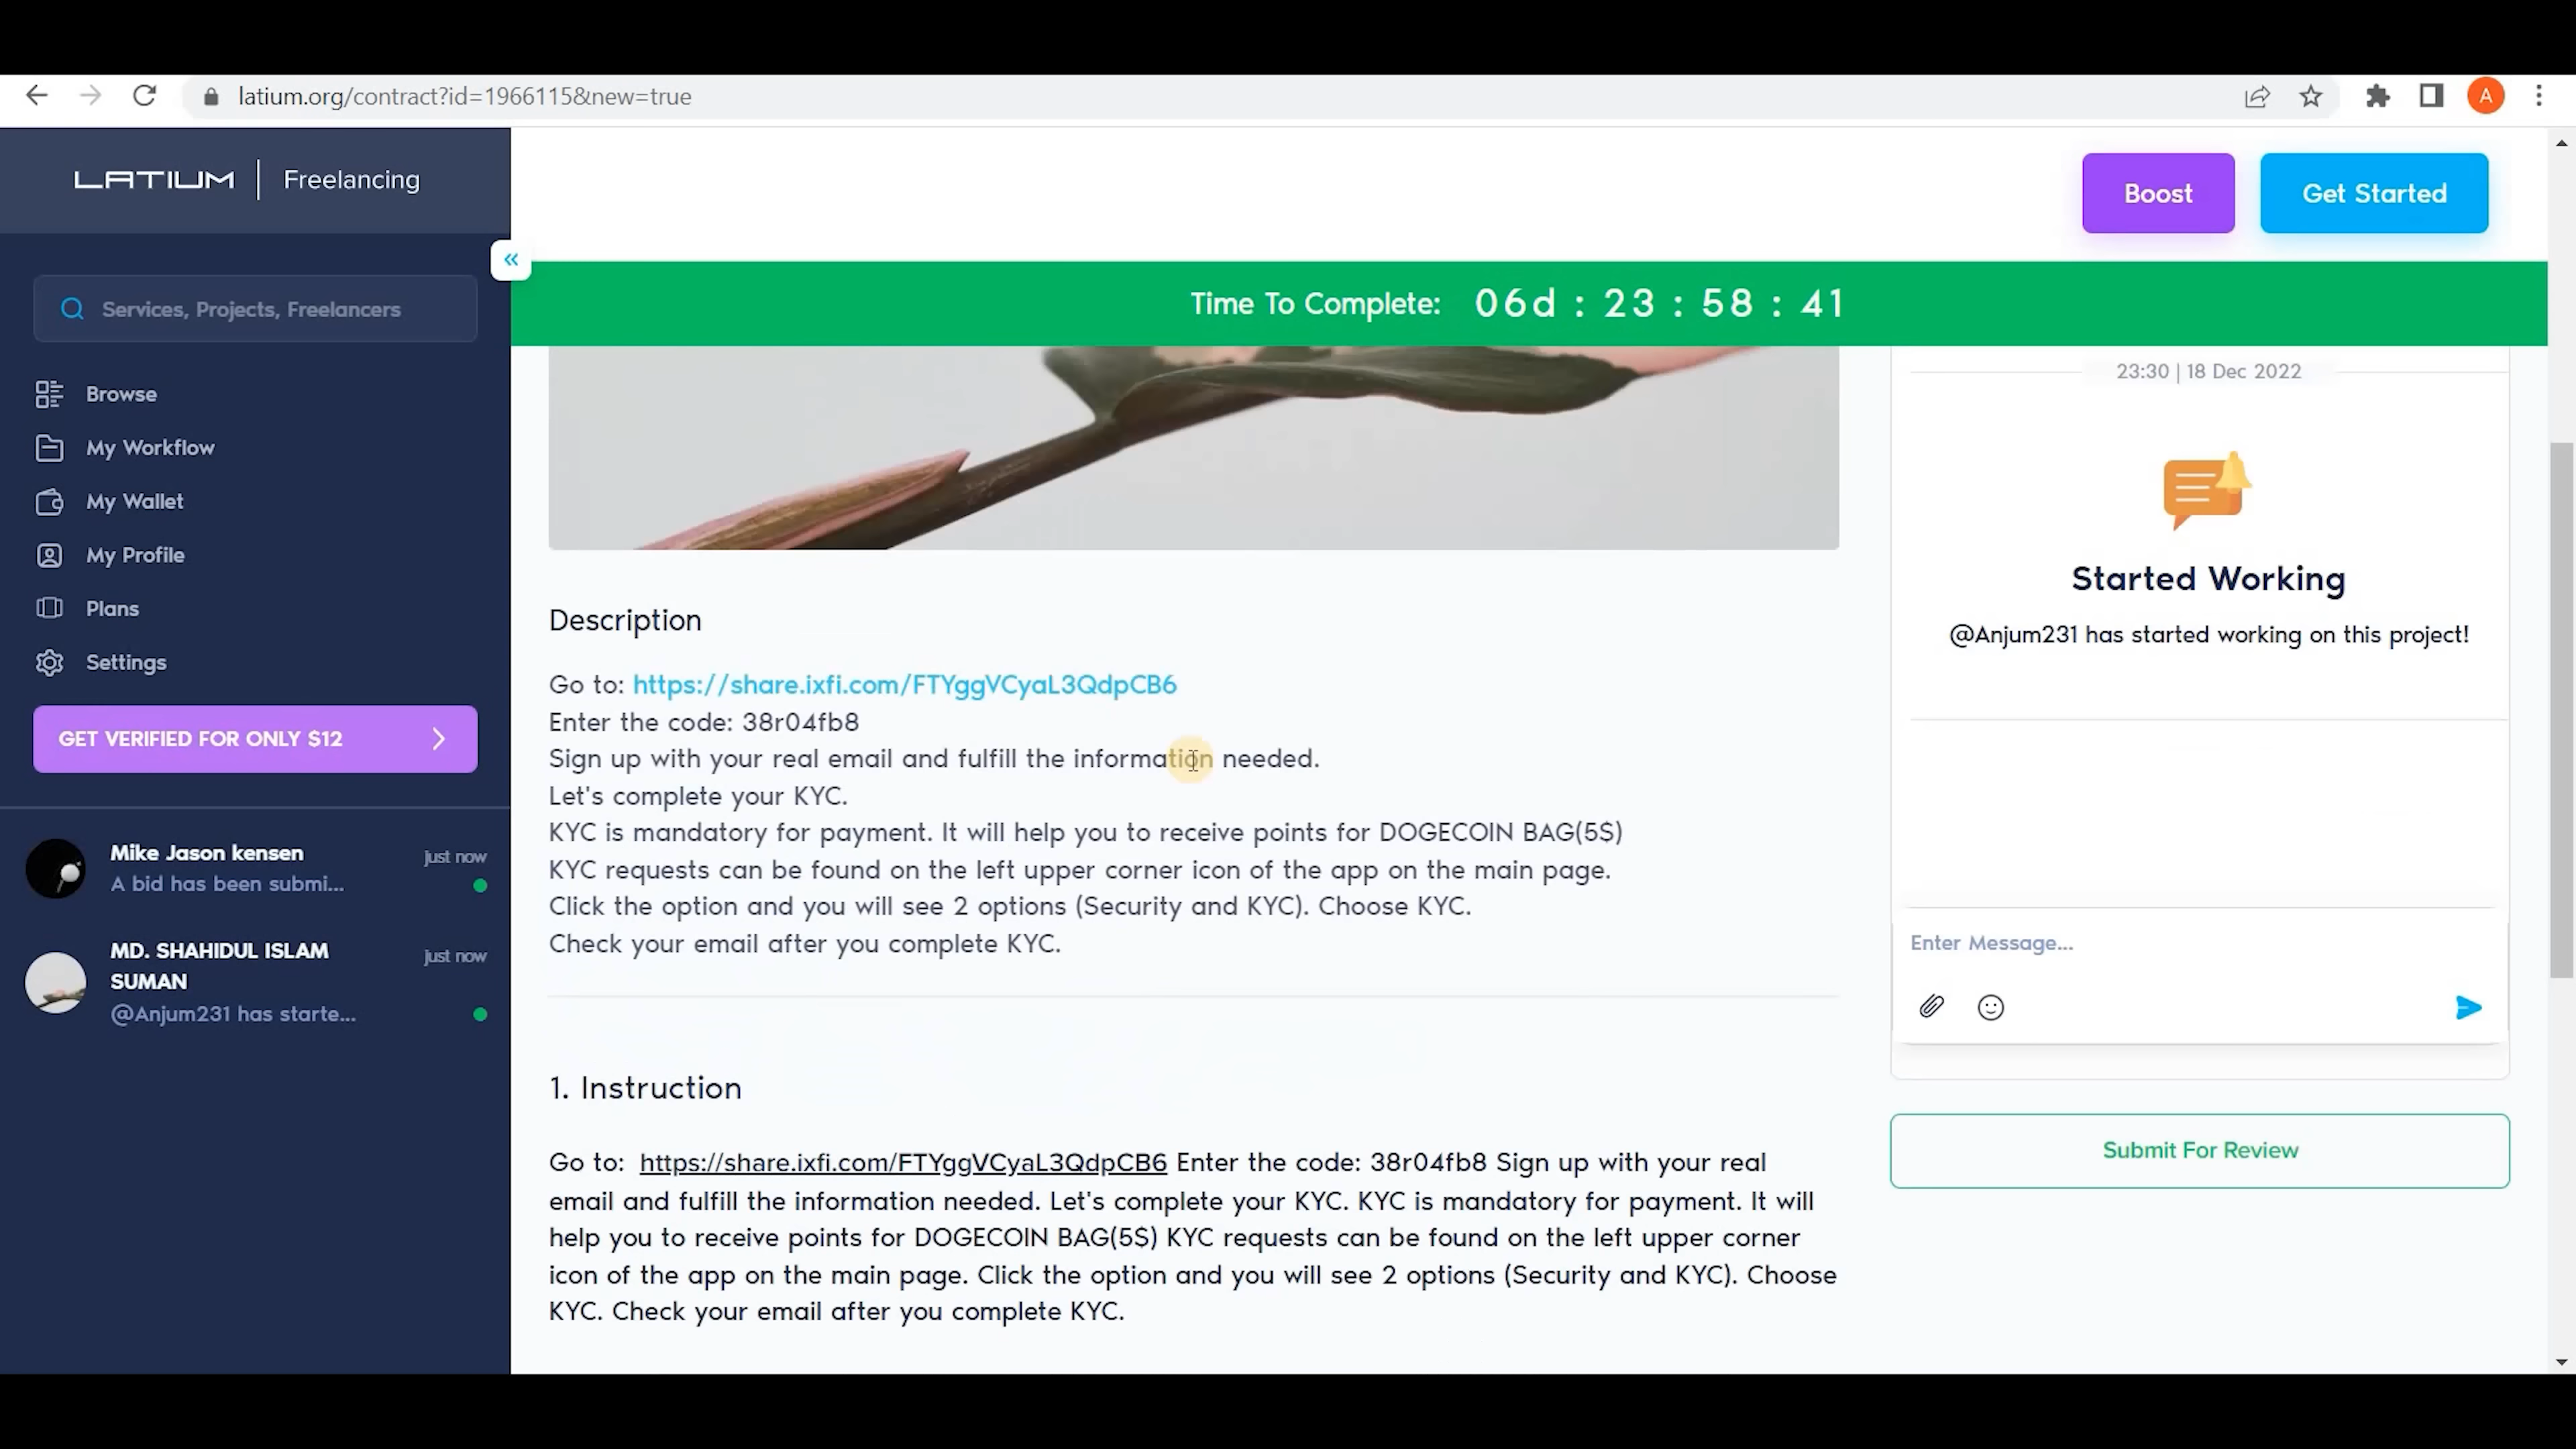 latium.org/contract?id=1966115&new=true
A
LATIUM | Freelancing
Boost
Get Started
«
Services, Projects, Freelancers
Time To Complete: 06d : 23 : 58 : 41
Browse
My Workflow
My Wallet
My Profile
Plans
Settings
GET VERIFIED FOR ONLY $12
Mike Jason kensen
just now
A bid has been submi...
MD. SHAHIDUL ISLAM
SUMAN
just now
@Anjum231 has starte...
Description
Go to: https://share.ixfi.com/FTYggVCyaL3QdpCB6
Enter the code: 38r04fb8
Sign up with your real email and fulfill the information needed.
Let's complete your KYC.
KYC is mandatory for payment. It will help you to receive points for DOGECOIN BAG(5$)
KYC requests can be found on the left upper corner icon of the app on the main page.
Click the option and you will see 2 options (Security and KYC). Choose KYC.
Check your email after you complete KYC.
1. Instruction
Go to: https://share.ixfi.com/FTYggVCyaL3QdpCB6 Enter the code: 38r04fb8 Sign up with your real
email and fulfill the information needed. Let's complete your KYC. KYC is mandatory for payment. It will
help you to receive points for DOGECOIN BAG(5$) KYC requests can be found on the left upper corner
icon of the app on the main page. Click the option and you will see 2 options (Security and KYC). Choose
KYC. Check your email after you complete KYC.
23:30 | 18 Dec 2022
Started Working
@Anjum231 has started working on this project!
Enter Message...
Submit For Review